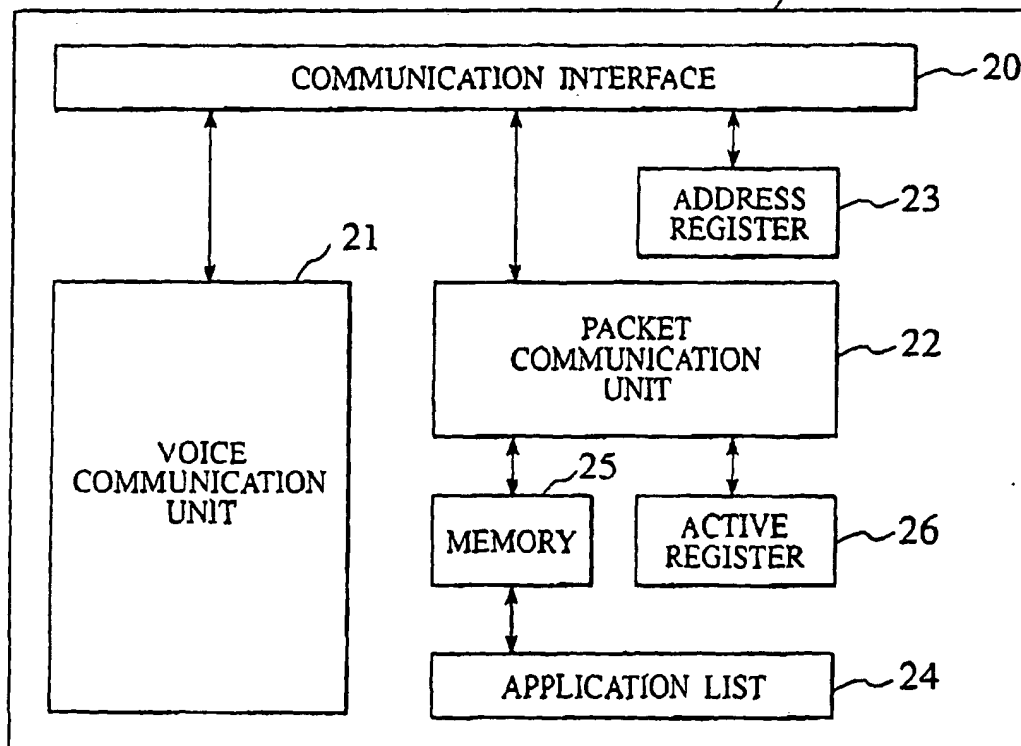 COMMUNICATION INTERFACE
20
ADDRESS
REGISTER
23
21
VOICE
COMMUNICATION
UNIT
PACKET
COMMUNICATION
UNIT
22
25
MEMORY
ACTIVE
REGISTER
26
APPLICATION LIST
24